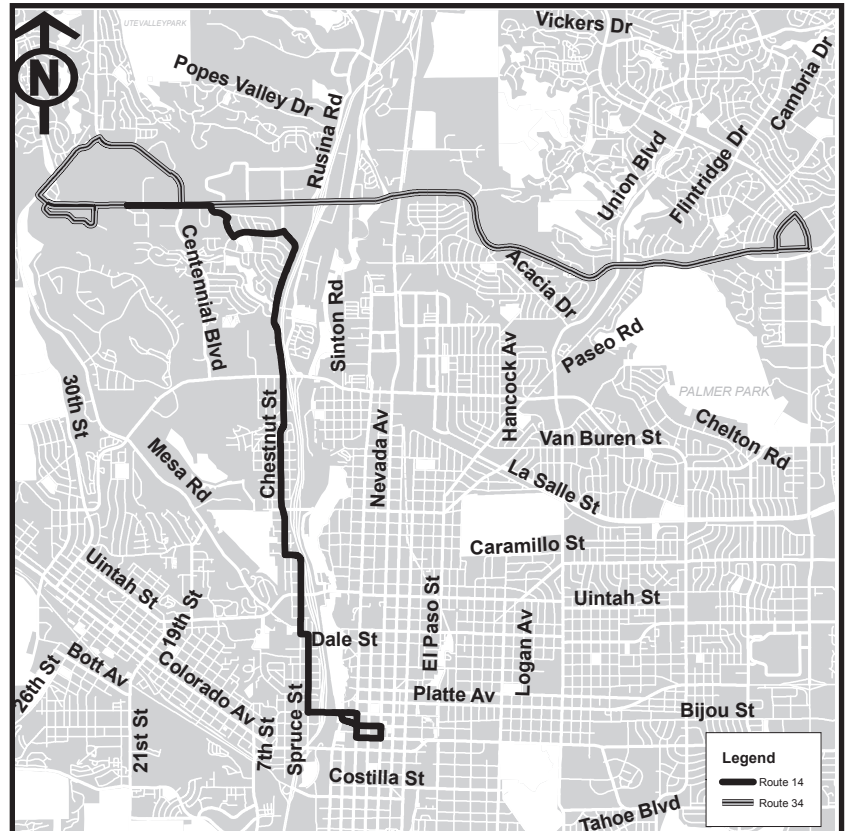 UTEVALLEYPARK
Vickers Dr
N
Popes Valley Dr
Cambria Dr
Rusina Rd
Union Blvd
Flintridge Dr
Centennial Blvd
Acacia Dr
Sinton Rd
Paseo Rd
Hancock Av
30th St
PALMER PARK
Chelton Rd
Chestnut St
Nevada Av
Van Buren St
Mesa Rd
La Salle St
Caramillo St
Uintah St
Uintah St
19th St
El Paso St
Dale St
Logan Av
Bott Av
26th St
Colorado Av
Platte Av
Bijou St
21st St
7th St
Spruce St
Costilla St
Legend
Route 14
Route 34
Tahoe Blvd